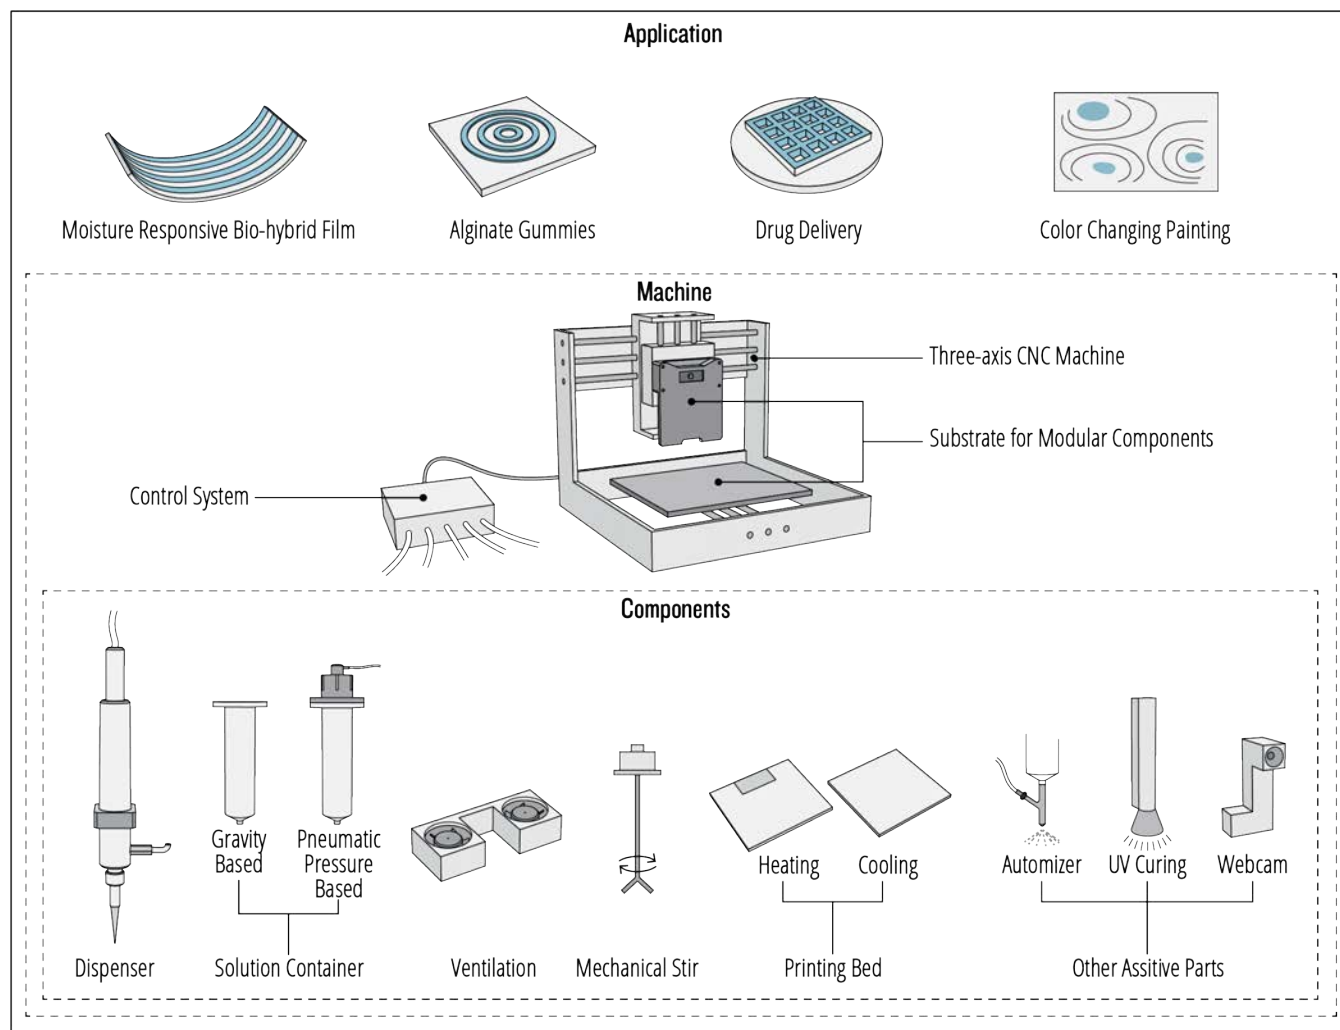 Application
Moisture Responsive Bio-hybrid Film
Alginate Gummies
Drug Delivery
Color Changing Painting
Machine
Three-axis CNC Machine
Substrate for Modular Components
Control System
Components
Gravity
Based
Pneumatic
Pressure
Based
Heating
Cooling
Automizer
UV Curing
Webcam
Dispenser
Solution Container
Ventilation
Mechanical Stir
Printing Bed
Other Assitive Parts